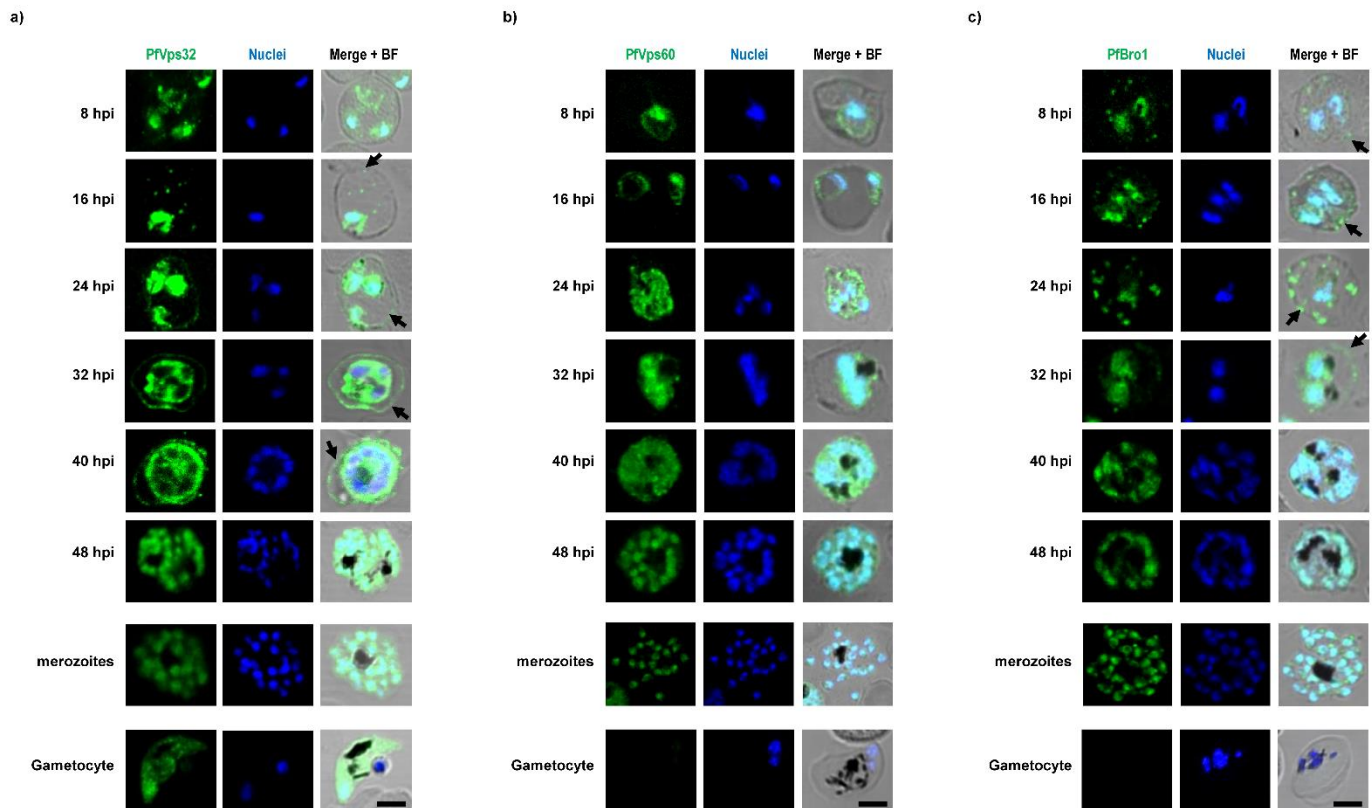 a)
PfVps32 Nuclei Merge + BF
8 hpi
16 hpi
24 hpi
32 hpi
40 hpi
48 hpi
merozoites
Gametocyte
b)
PfVps60 Nuclei Merge + BF
8 hpi
16 hpi
24 hpi
32 hpi
40 hpi
48 hpi
merozoites
Gametocyte
c)
PfBro1 Nuclei Merge + BF
8 hpi
16 hpi
24 hpi
32 hpi
40 hpi
48 hpi
merozoites
Gametocyte